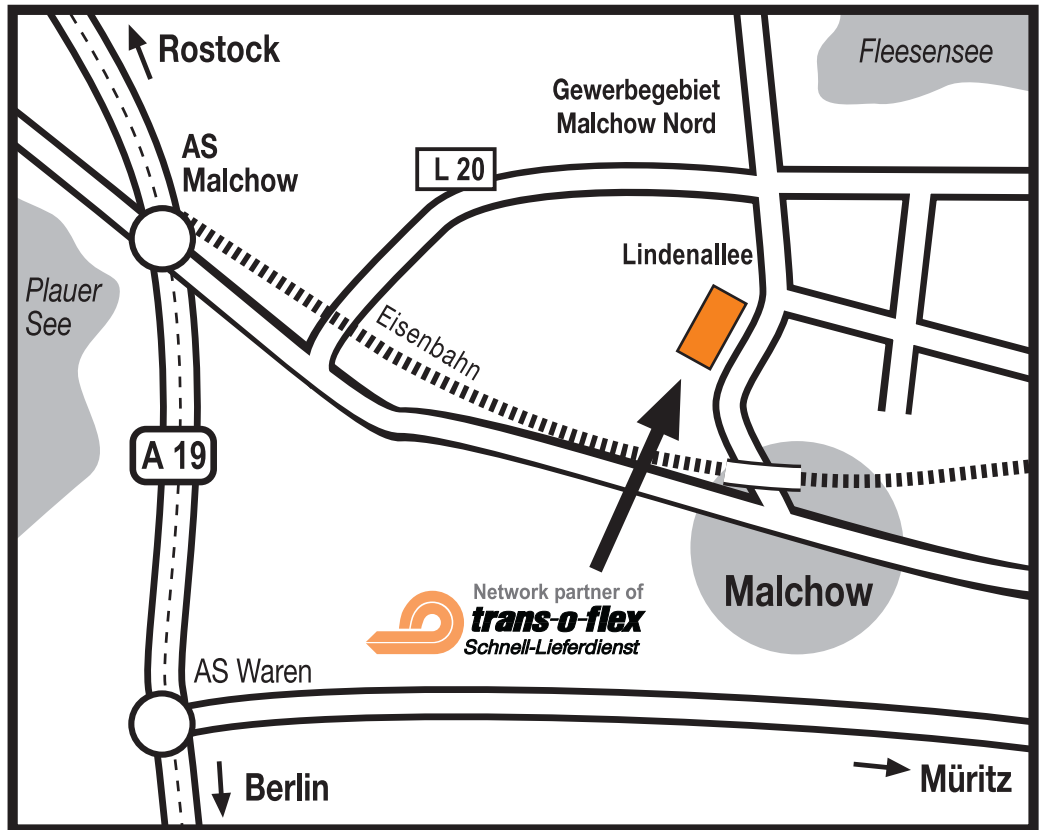 Rostock
Fleesensee
Gewerbegebiet
Malchow Nord
AS
Malchow
L 20
Lindenallee
Plauer
See
Eisenbahn
A 19
Malchow
Network partner of
trans-o-flex
Schnell-Lieferdienst
AS Waren
Berlin
Müritz